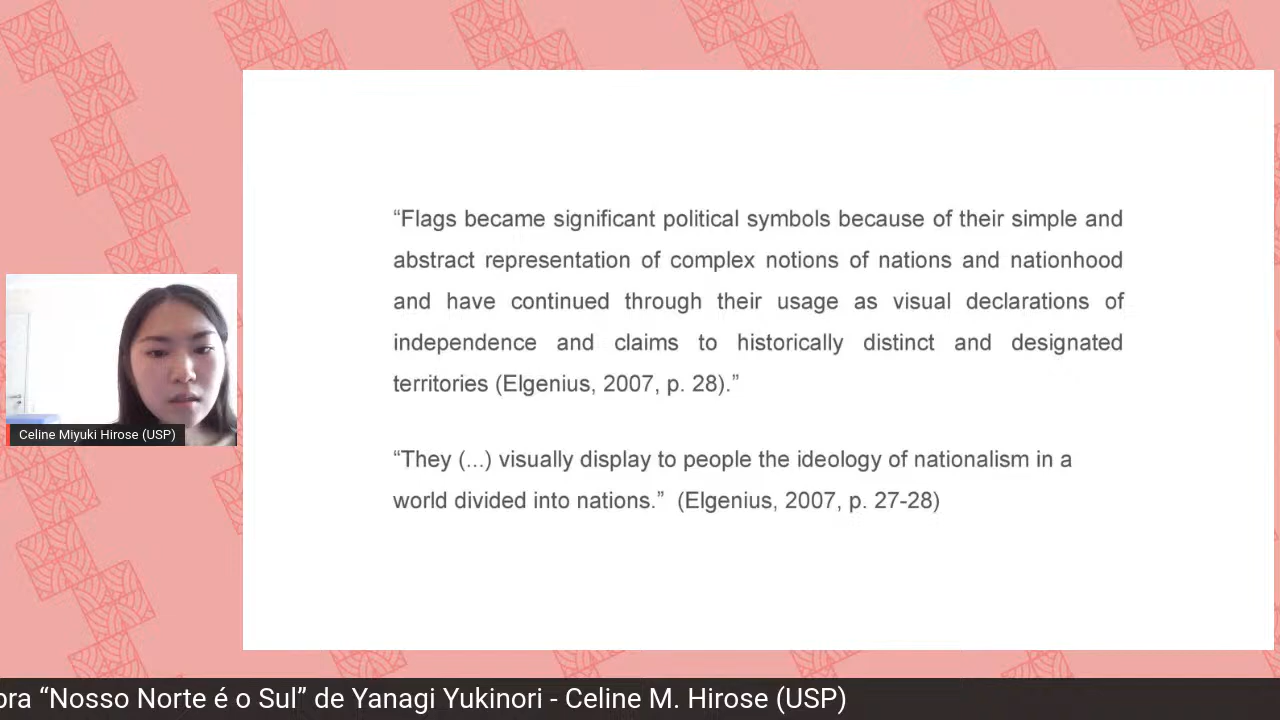 “Flags became significant political symbols because of their simple and
abstract representation of complex notions of nations and nationhood
and have continued through their usage as visual declarations of
independence and claims to historically distinct and designated
territories (Elgenius, 2007, p. 28).”
“They (...) visually display to people the ideology of nationalism in a
world divided into nations.”  (Elgenius, 2007, p. 27-28)
Celine Miyuki Hirose (USP)
“Nosso Norte é o Sul” de Yanagi Yukinori - Celine M. Hirose (USP)